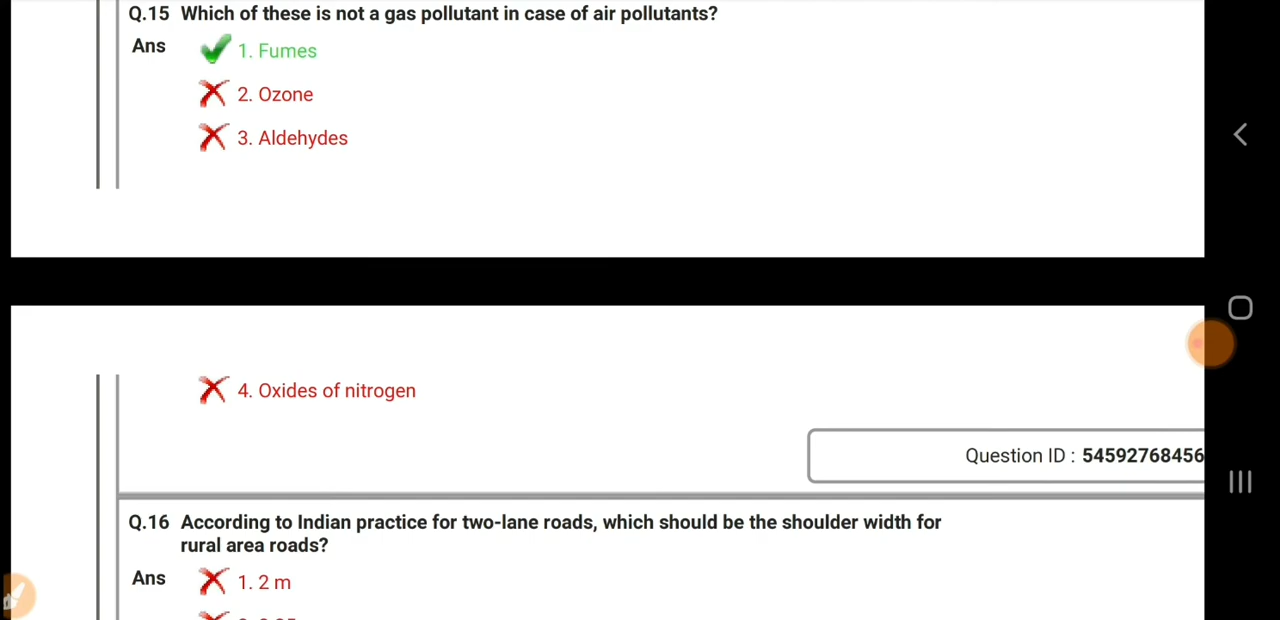 Q.15 Which of these is not a gas pollutant in case of air pollutants?
Ans 1. Fumes
2. Ozone
3. Aldehydes
4. Oxides of nitrogen
Question ID : 54592768456
Q.16 According to Indian practice for two-lane roads, which should be the shoulder width for
rural area roads?
Ans 1. 2 m